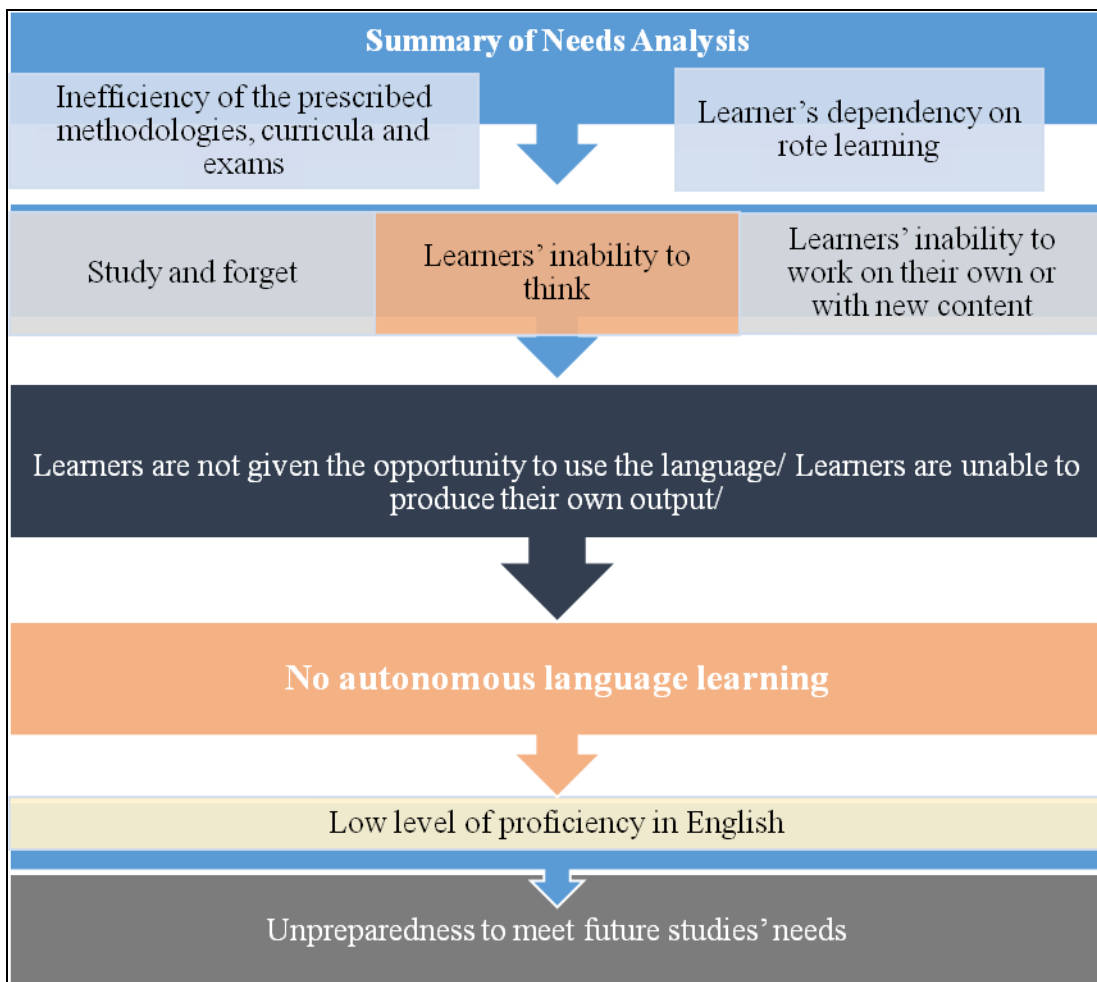 Summary of Needs Analysis
Inefficiency of the prescribed
methodologies, curricula and
exams
Learner’s dependency on
rote learning
Study and forget
Learners’ inability to
think
Learners’ inability to
work on their own or
with new content
Learners are not given the opportunity to use the language/ Learners are unable to
produce their own output/
No autonomous language learning
Low level of proficiency in English
Unpreparedness to meet future studies’ needs